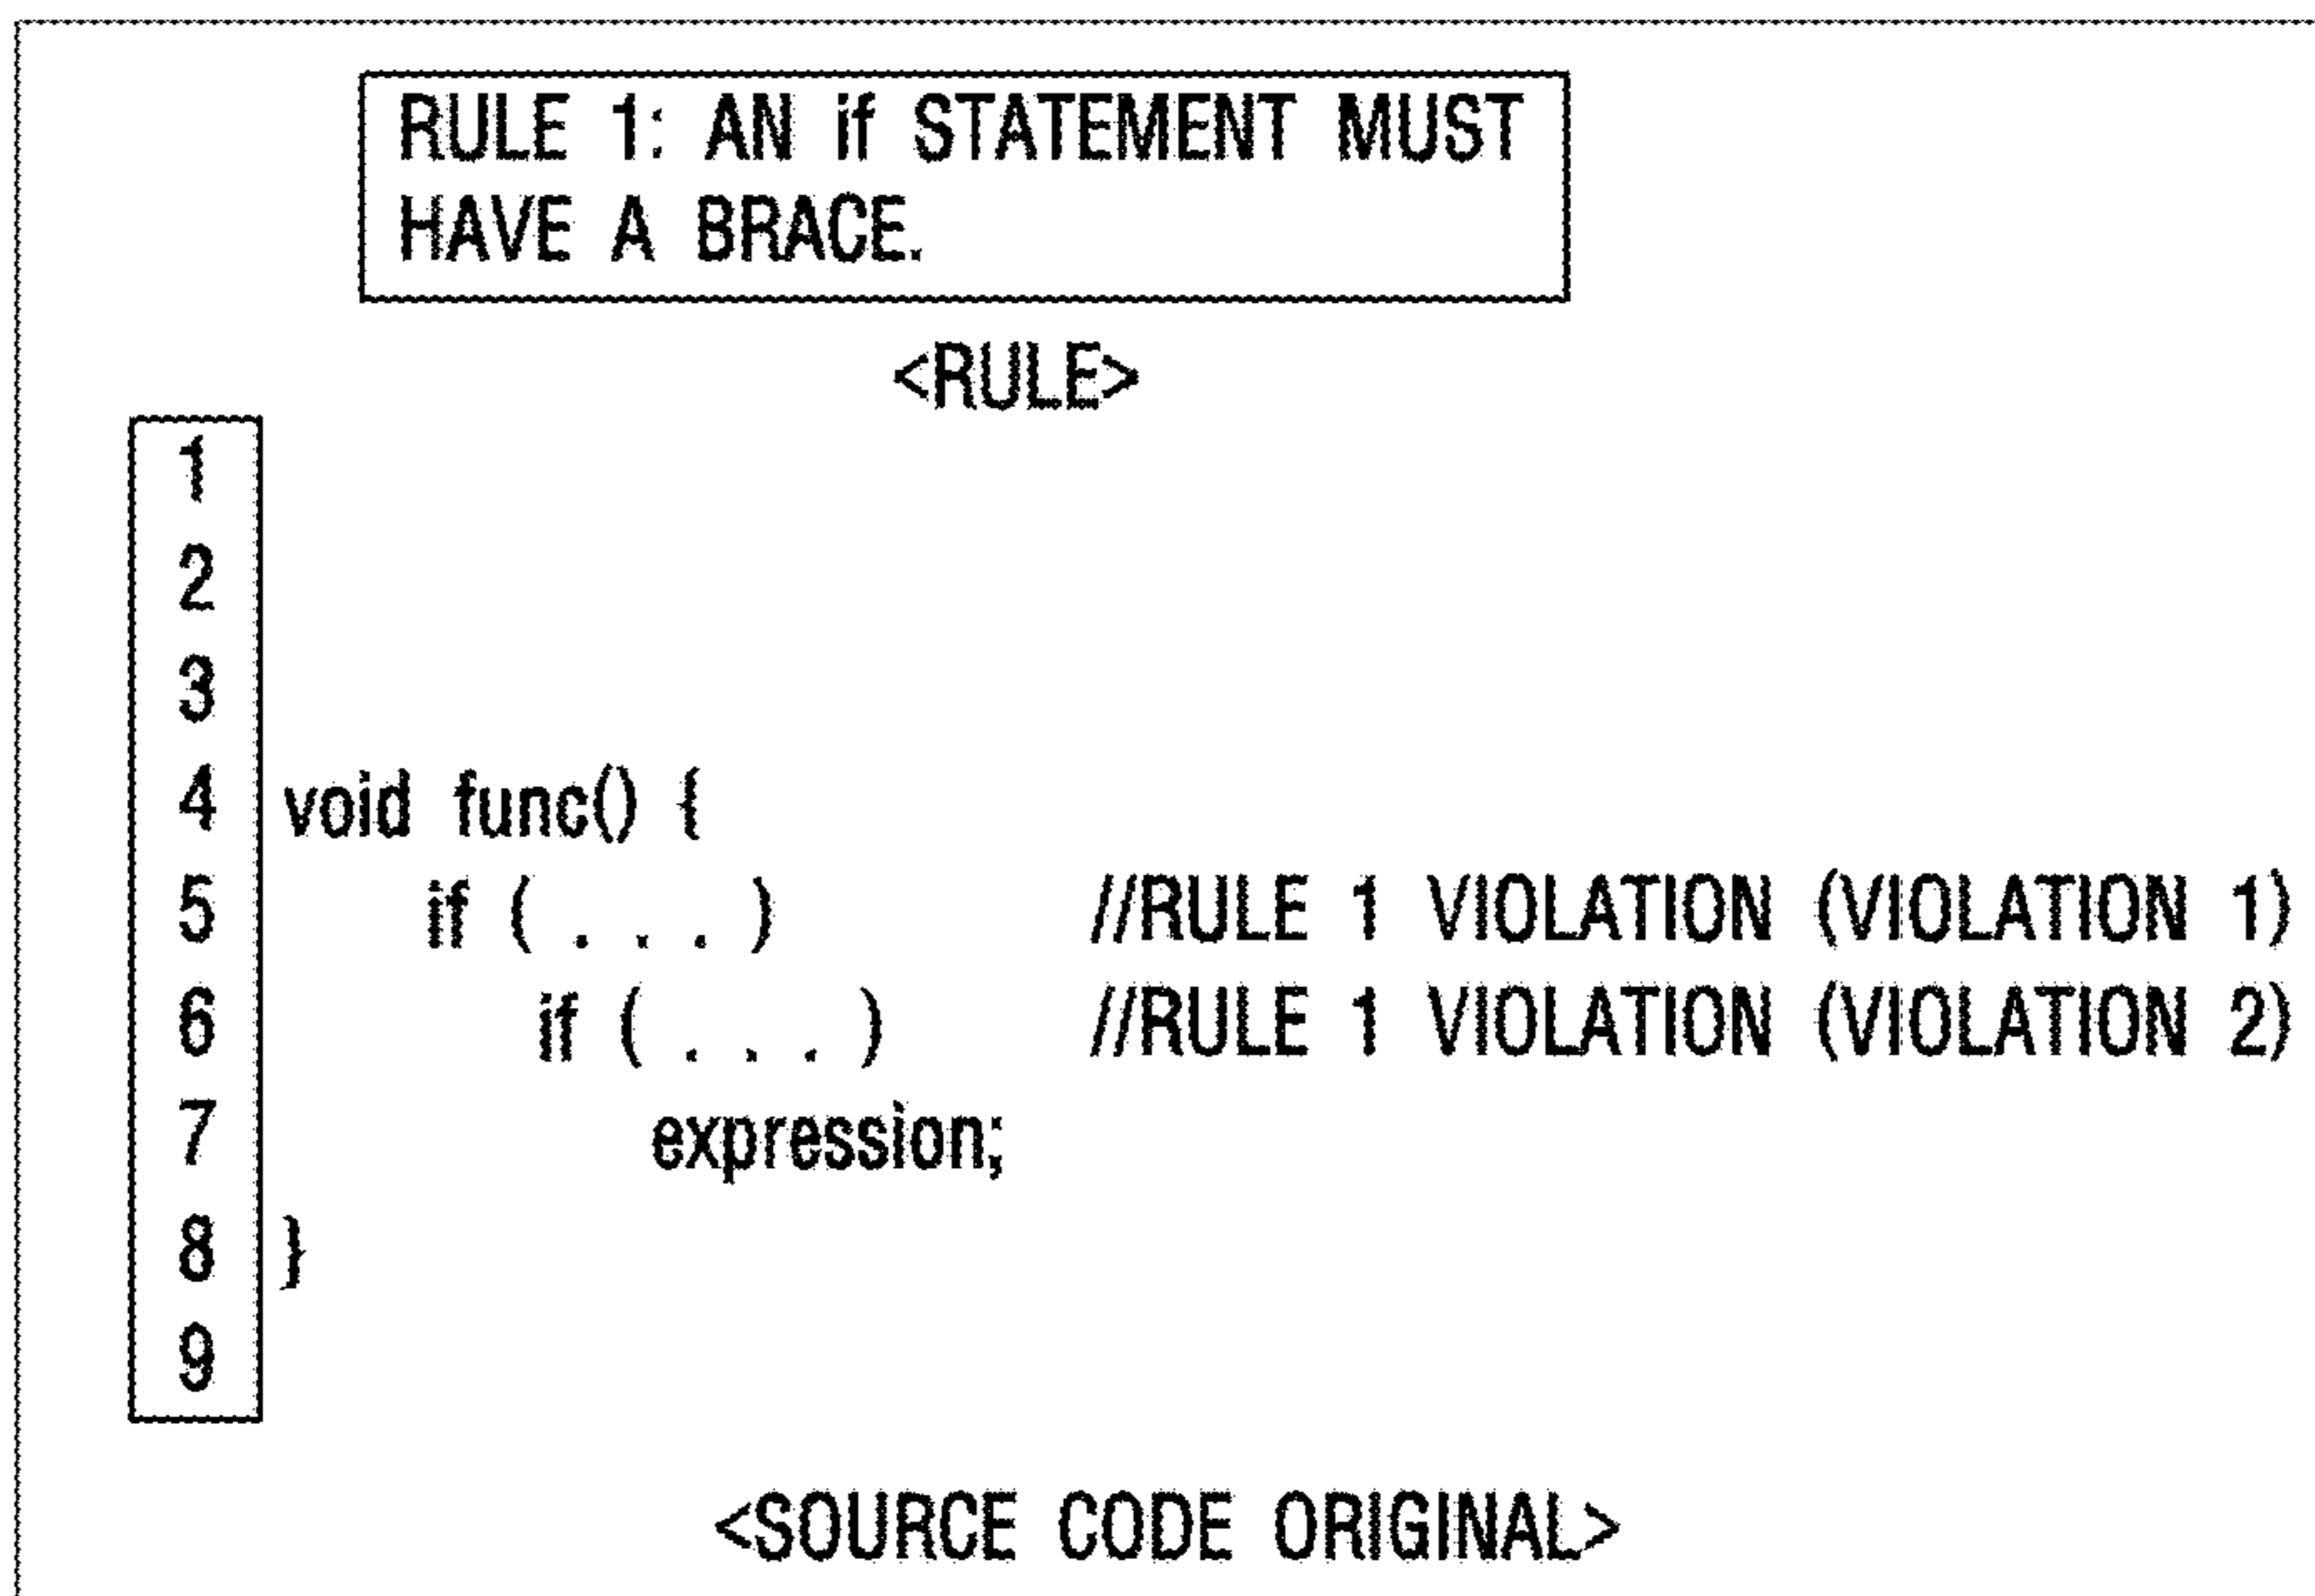 RULE 1: AN if STATEMENT MUST
HAVE A BRACE.
<RULE>
1
2
3
4 void func() {
5 if ( . . . ) //RULE 1 VIOLATION (VIOLATION 1)
6 if ( . . . ) //RULE 1 VIOLATION (VIOLATION 2)
7 expression;
8 }
9
<SOURCE CODE ORIGINAL>